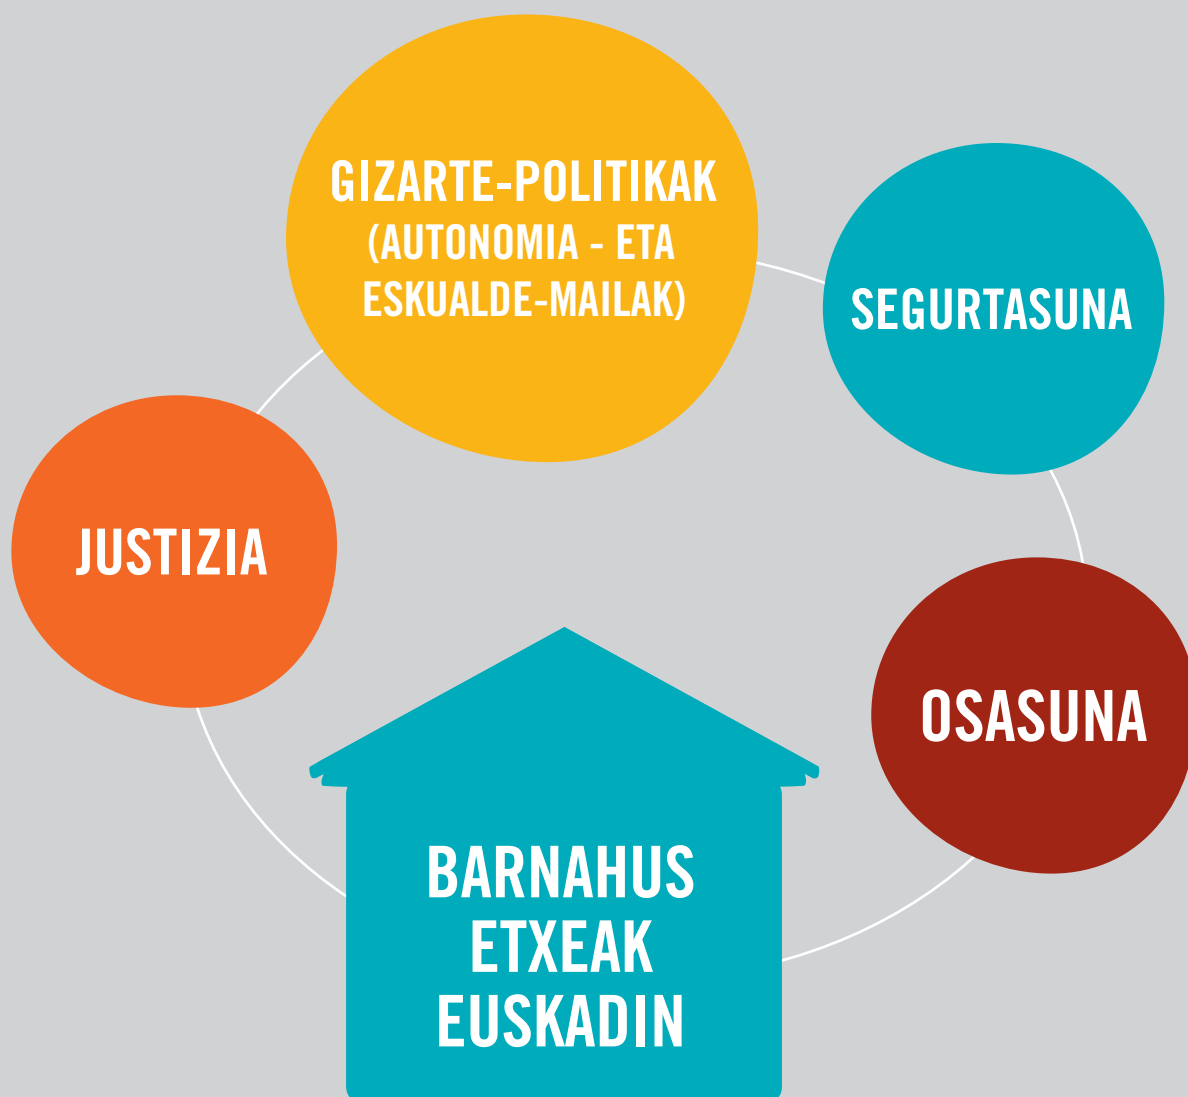 GIZARTE-POLITIKAK
(AUTONOMIA - ETA
ESKUALDE-MAILAK)
SEGURTASUNA
JUSTIZIA
OSASUNA
BARNAHUS
ETXEAK
EUSKADIN